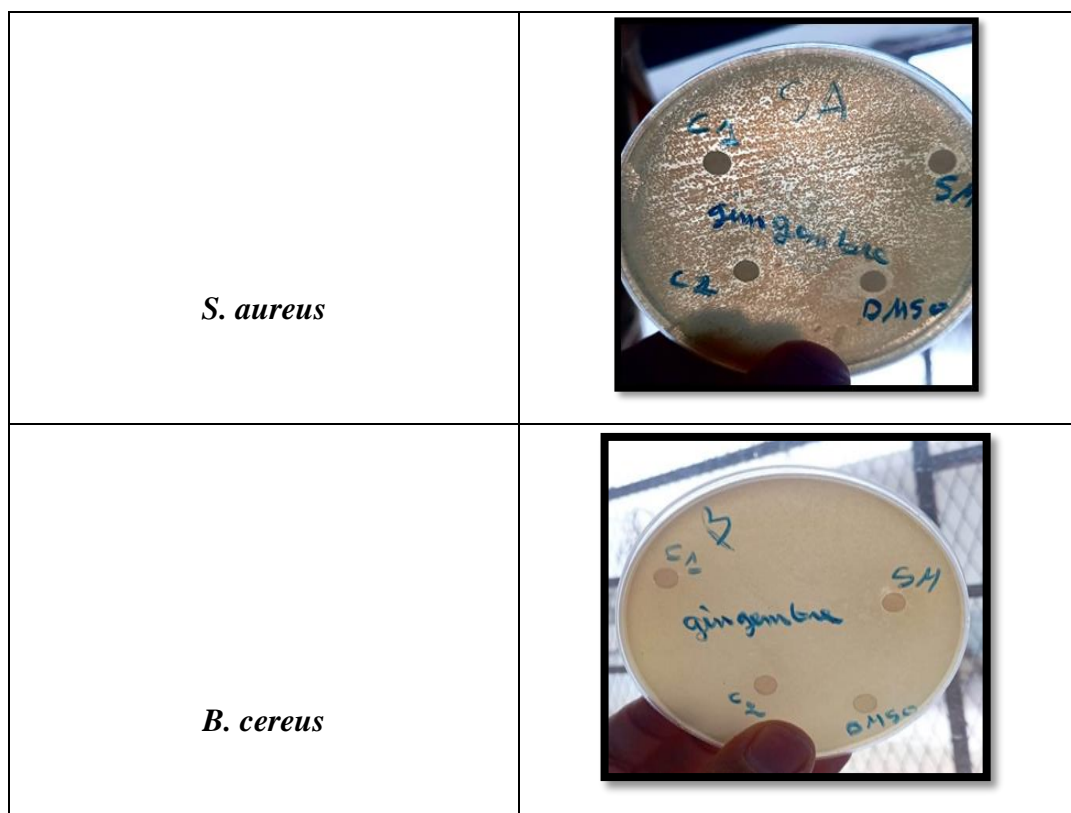 S. aureus
SA
C1
SM
gingembre
C2
DMSO
B. cereus
B
C1
SM
gingembre
C2
DMSO